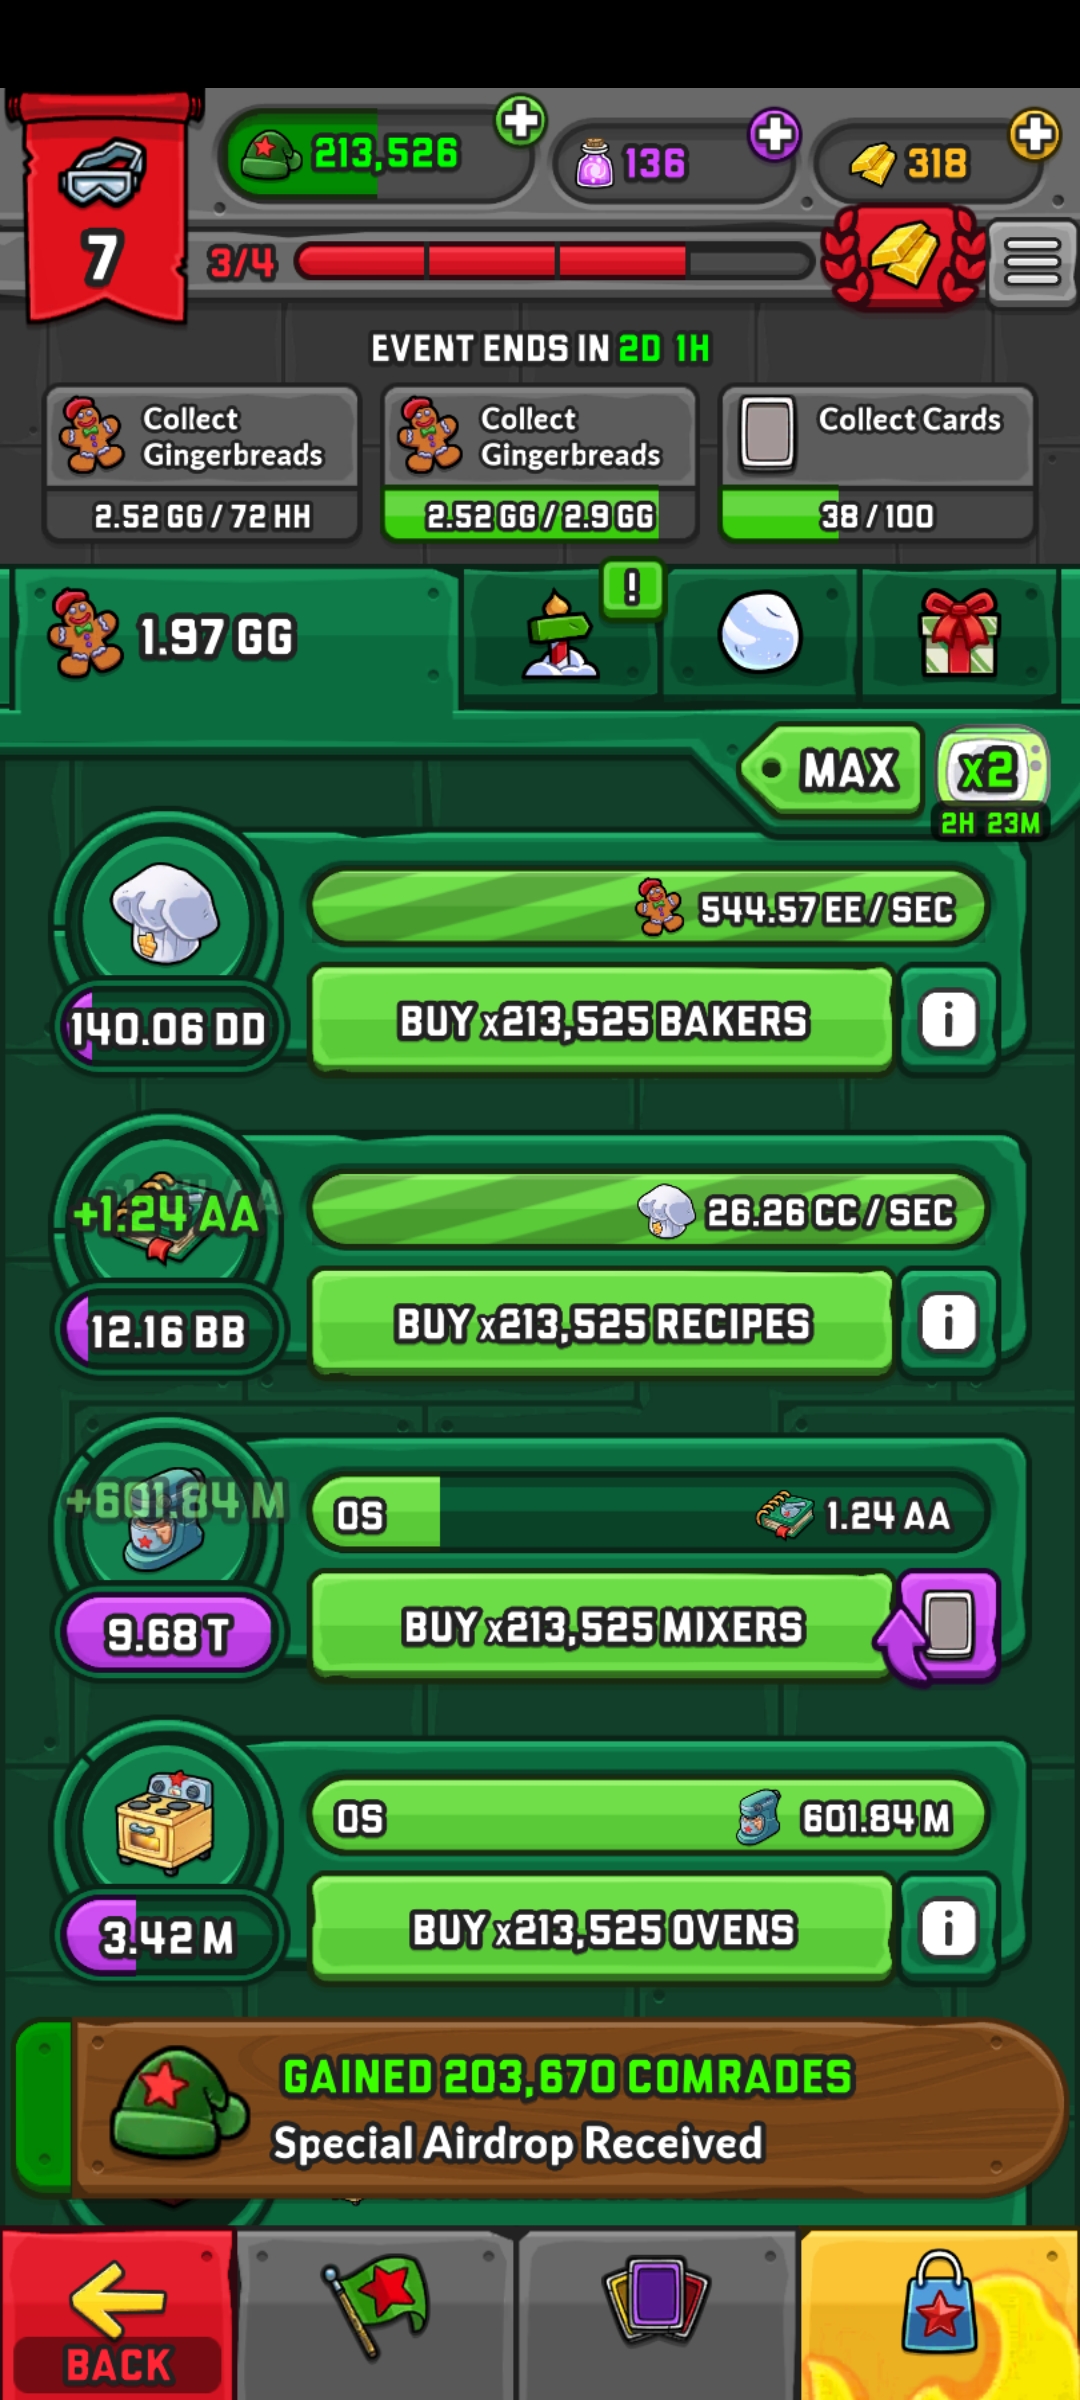 213,526
136
318
7
3/4
EVENT ENDS IN 2D 1H
Collect Gingerbreads
2.52 GG / 72 HH
Collect Gingerbreads
2.52 GG / 2.9 GG
Collect Cards
38 / 100
1.97 GG
!
MAX
x2
2H 23M
544.57 EE / SEC
140.06 DD
BUY x213,525 BAKERS
i
+1.24 AA
26.26 CC / SEC
12.16 BB
BUY x213,525 RECIPES
i
+601.84 M
0S
1.24 AA
9.68 T
BUY x213,525 MIXERS
0S
601.84 M
3.42 M
BUY x213,525 OVENS
i
GAINED 203,670 COMRADES
Special Airdrop Received
BACK